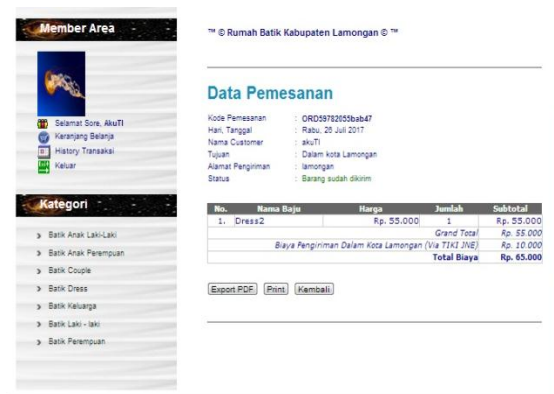 Member Area
Selamat Sore, AkuTI
Keranjang Belanja
History Transaksi
Keluar
Kategori
Batik Anak Laki-Laki
Batik Anak Perempuan
Batik Couple
Batik Dress
Batik Keluarga
Batik Laki - laki
Batik Perempuan
™ © Rumah Batik Kabupaten Lamongan © ™
Data Pemesanan
Kode Pemesanan : ORD59782055bab47
Hari, Tanggal : Rabu, 26 Juli 2017
Nama Customer : akuTI
Tujuan : Dalam kota Lamongan
Alamat Pengiriman : lamongan
Status : Barang sudah dikirim
No. Nama Baju Harga Jumlah Subtotal
1. Dress2 Rp. 55.000 1 Rp. 55.000
Grand Total Rp. 55.000
Biaya Pengiriman Dalam Kota Lamongan (Via TIKI JNE) Rp. 10.000
Total Biaya Rp. 65.000
Export PDF Print Kembali